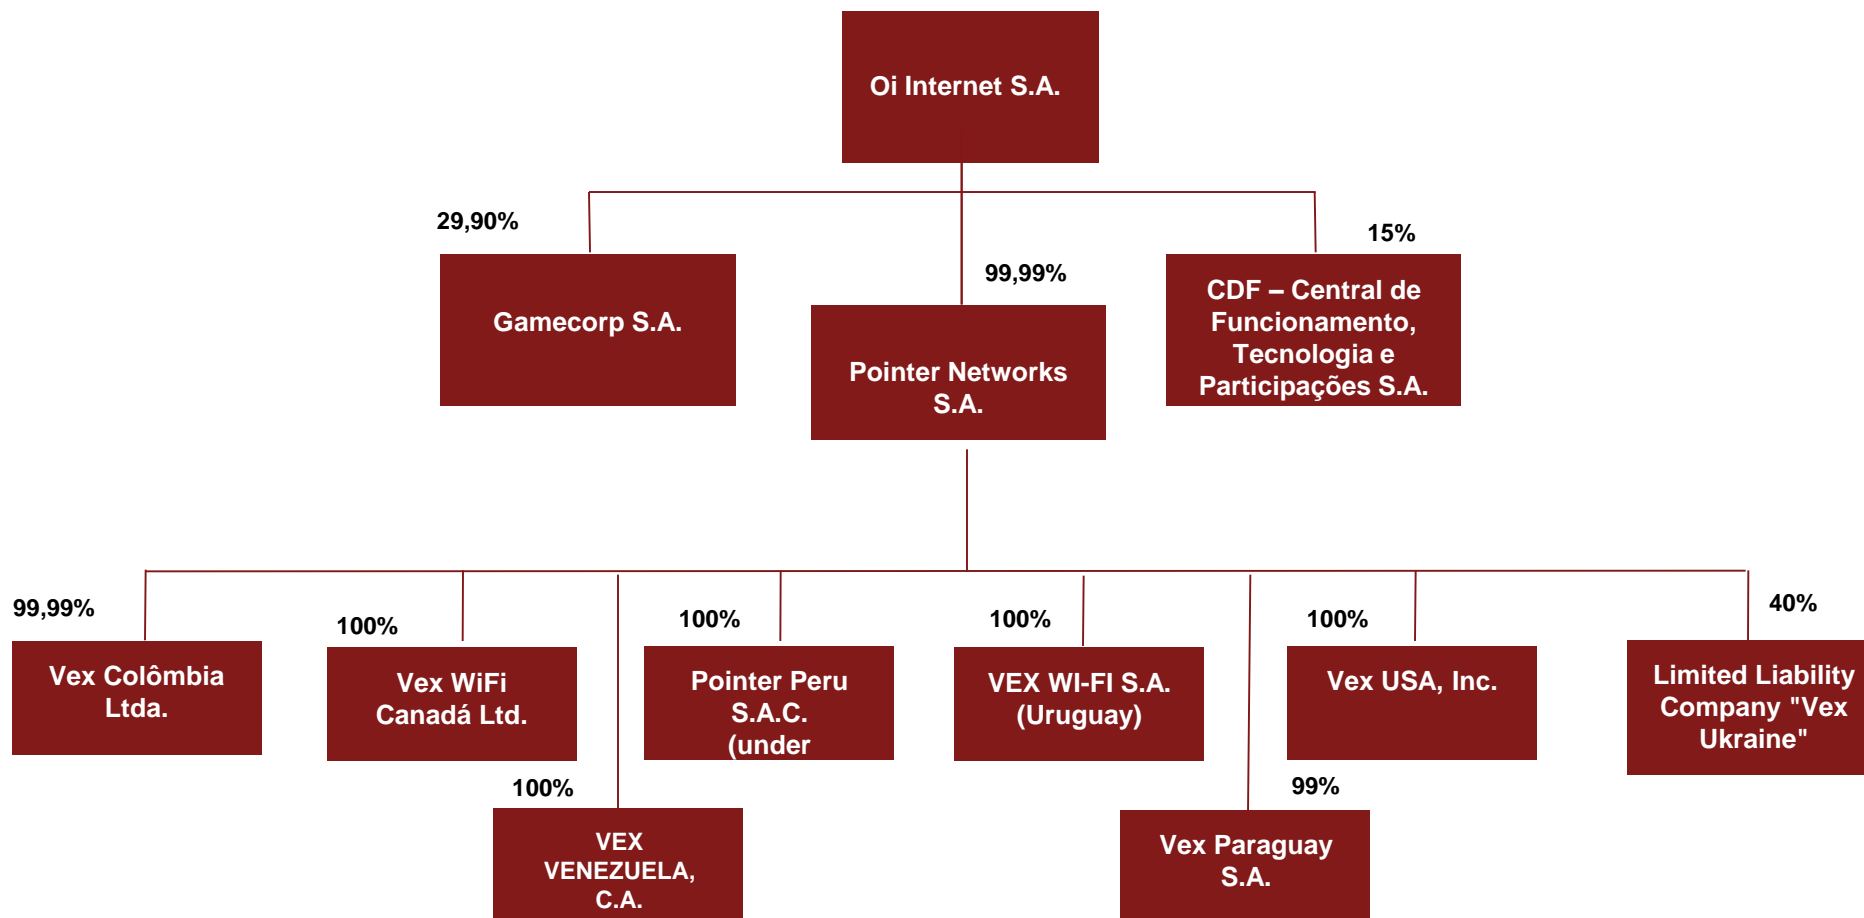 Oi Internet S.A.
29,90%
99,99%
15%
Gamecorp S.A.
Pointer Networks
S.A.
CDF – Central de
Funcionamento,
Tecnologia e
Participações S.A.
99,99%
Vex Colômbia
Ltda.
100%
Vex WiFi
Canadá Ltd.
100%
Pointer Peru
S.A.C.
(under
100%
VEX WI-FI S.A.
(Uruguay)
100%
Vex USA, Inc.
40%
Limited Liability
Company "Vex
Ukraine"
100%
VEX
VENEZUELA,
C.A.
99%
Vex Paraguay
S.A.